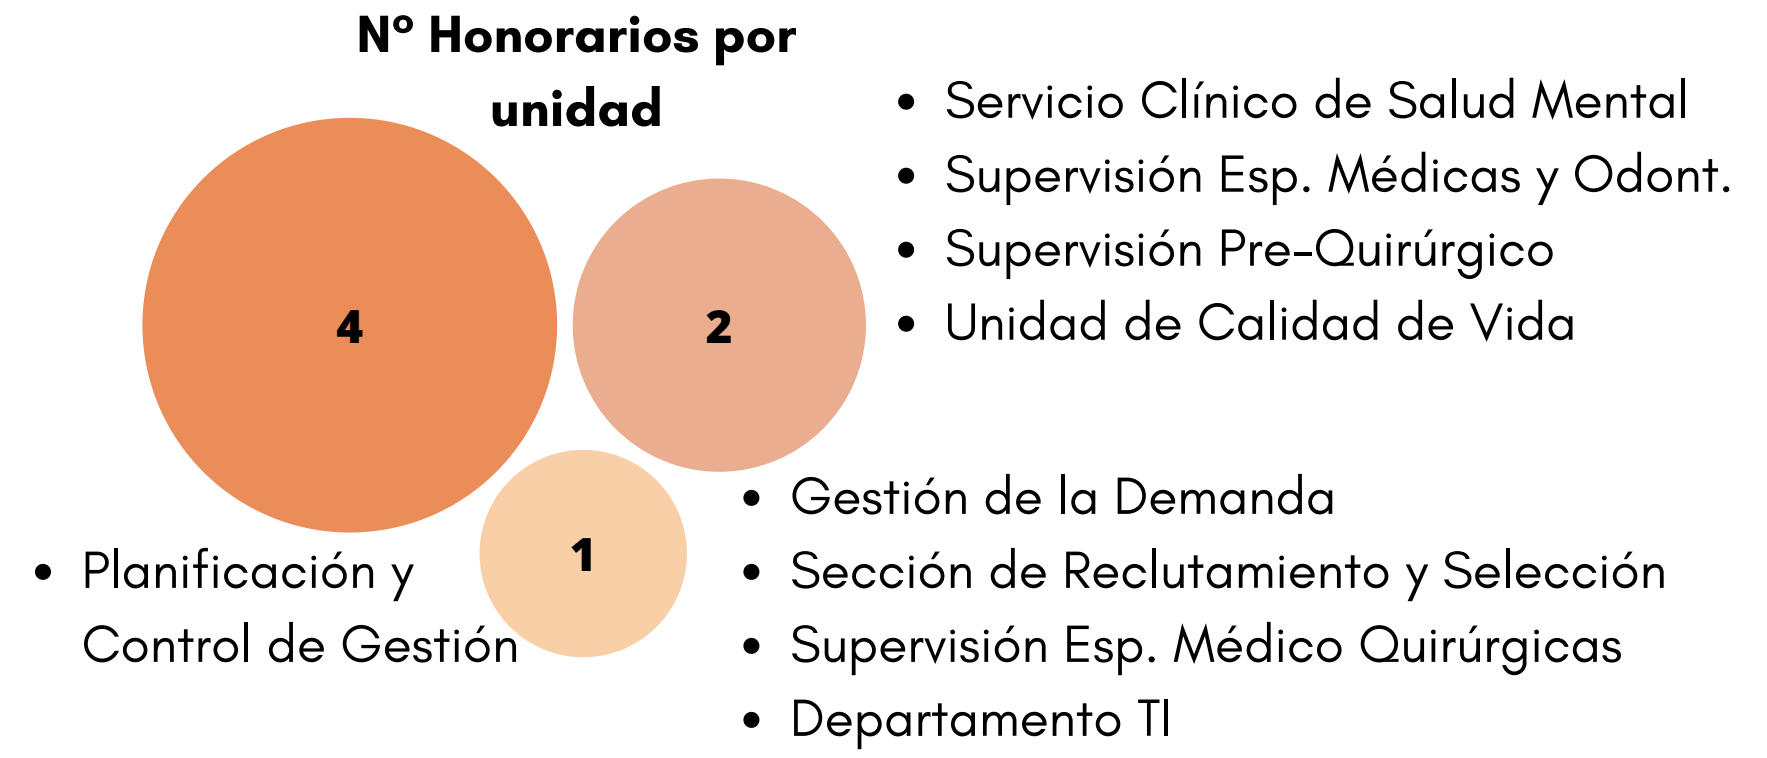 Nº Honorarios por
unidad
4
2
1
• Servicio Clínico de Salud Mental
• Supervisión Esp. Médicas y Odont.
• Supervisión Pre-Quirúrgico
• Unidad de Calidad de Vida
• Planificación y
Control de Gestión
• Gestión de la Demanda
• Sección de Reclutamiento y Selección
• Supervisión Esp. Médico Quirúrgicas
• Departamento TI